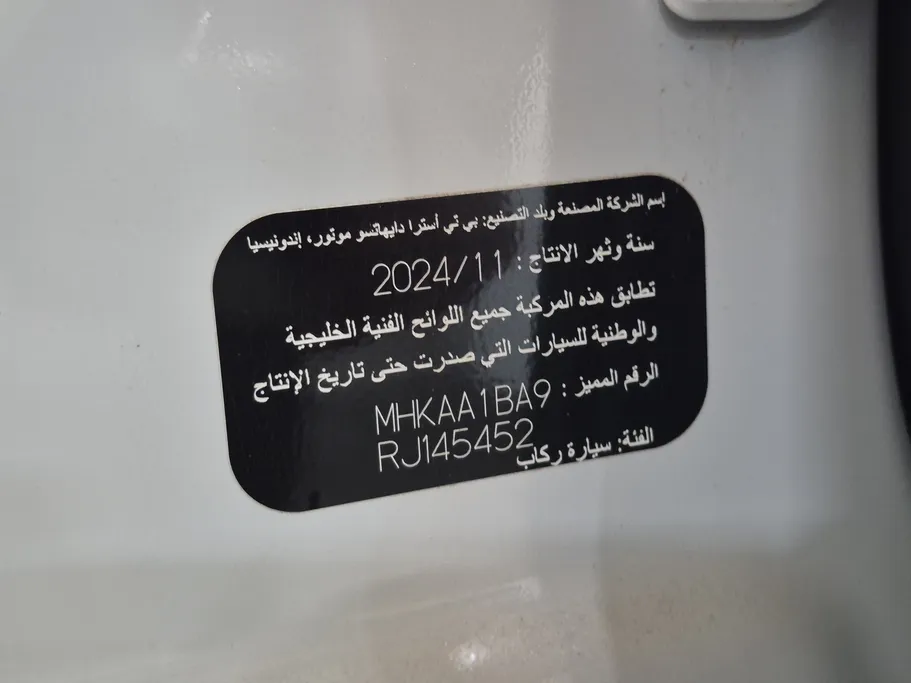 إسم الشركة المصنعة وبلد التصنيع: بي تي أسترا دايهاتسو موتور، إندونيسيا
سنة وشهر الانتاج : 2024/11
تطابق هذه المركبة جميع اللوائح الفنية الخليجية
والوطنية للسيارات التي صدرت حتى تاريخ الإنتاج
الرقم المميز : MHKAA1BA9
RJ145452
الفئة: سيارة ركاب